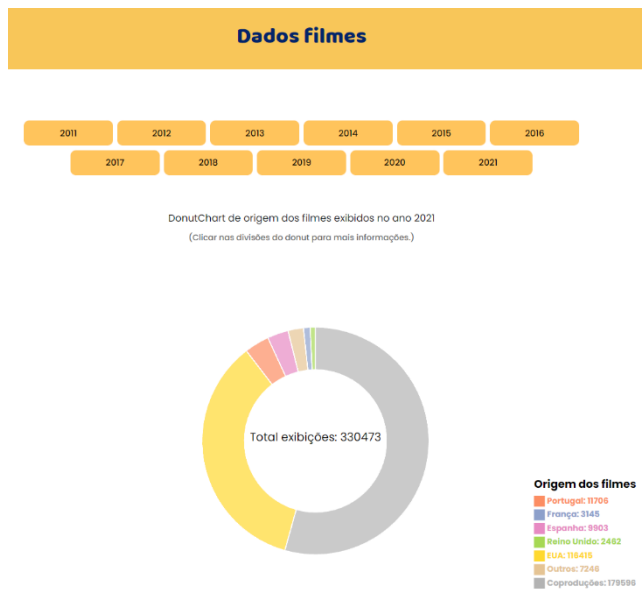 Dados filmes
2011 2012 2013 2014 2015 2016
2017 2018 2019 2020 2021
DonutChart de origem dos filmes exibidos no ano 2021
(Clicar nas divisões do donut para mais informações.)
Total exibições: 330473
Origem dos filmes
Portugal: 11706
França: 3145
Espanha: 9903
Reino Unido: 2462
EUA: 116415
Outros: 7246
Coproduções: 179596